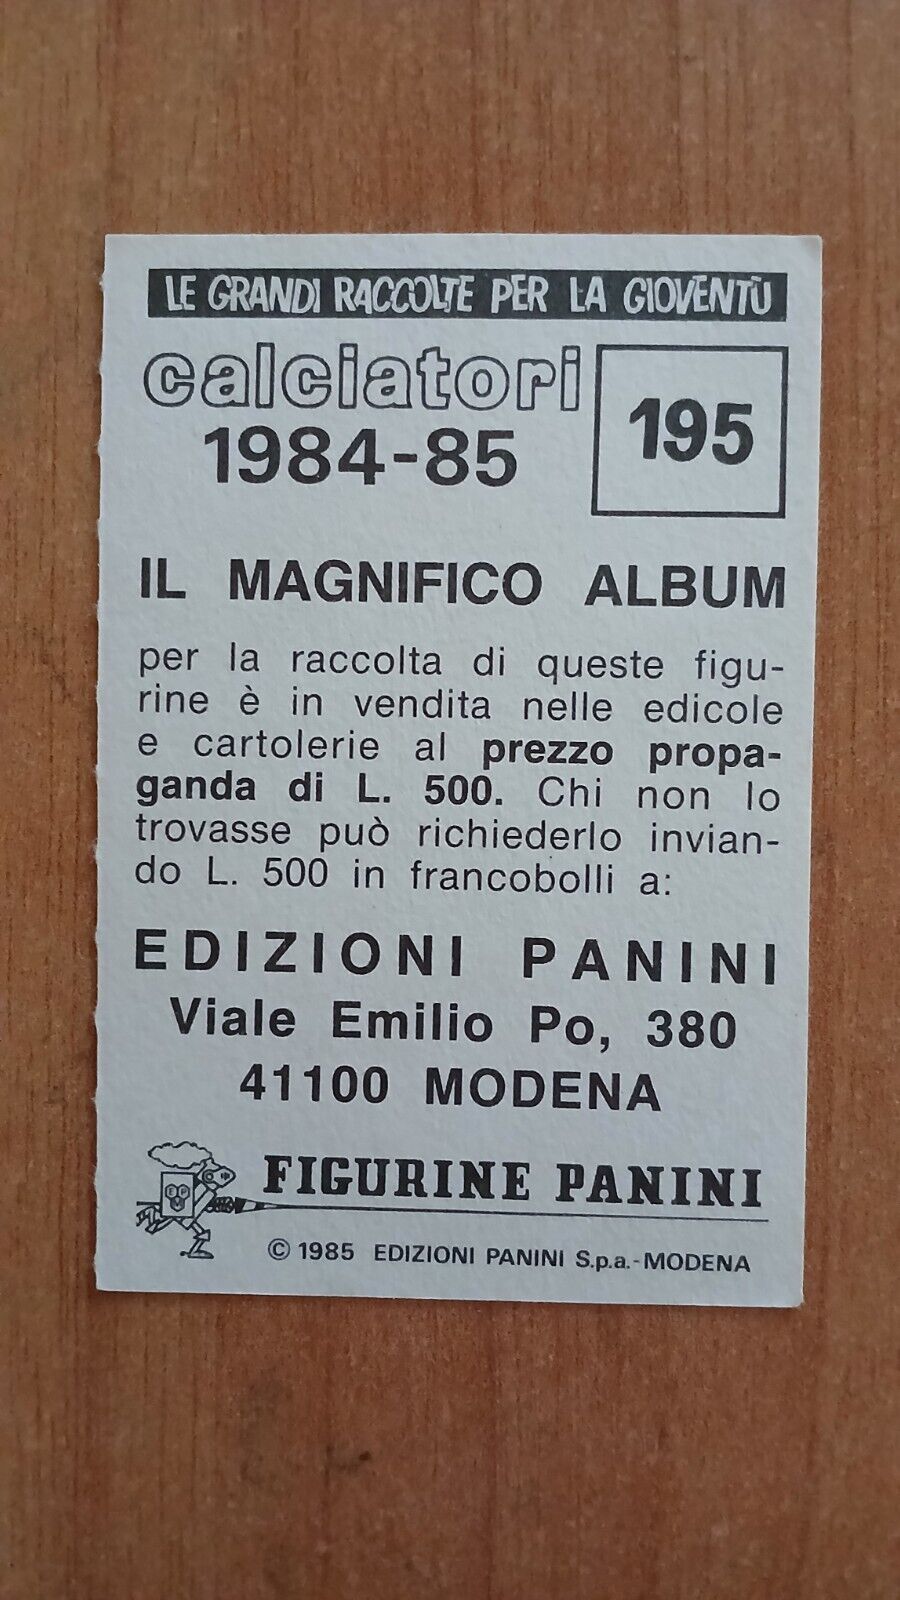 LE GRANDI RACCOLTE PER LA GIOVENTÙ
calciatori
1984-85
195
IL MAGNIFICO ALBUM
per la raccolta di queste figu-
rine è in vendita nelle edicole
e cartolerie al prezzo propa-
ganda di L. 500. Chi non lo
trovasse può richiederlo invian-
do L. 500 in francobolli a:
EDIZIONI PANINI
Viale Emilio Po, 380
41100 MODENA
FIGURINE PANINI
© 1985 EDIZIONI PANINI S.p.a.-MODENA